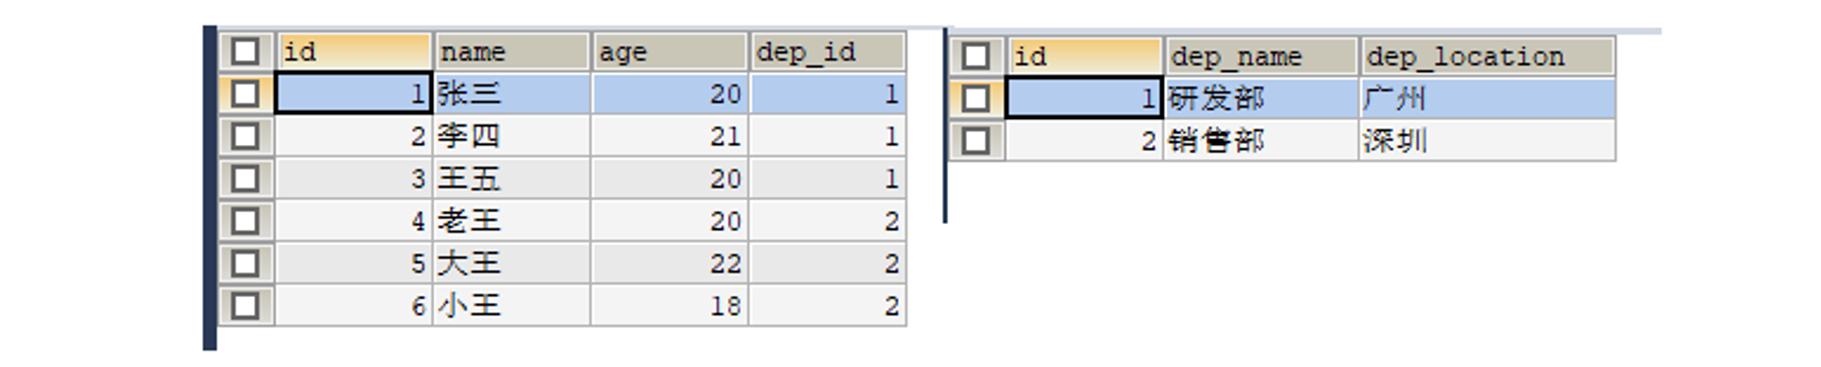 id name age dep_id
1 张三 20 1
2 李四 21 1
3 王五 20 1
4 老王 20 2
5 大王 22 2
6 小王 18 2
id dep_name dep_location
1 研发部 广州
2 销售部 深圳